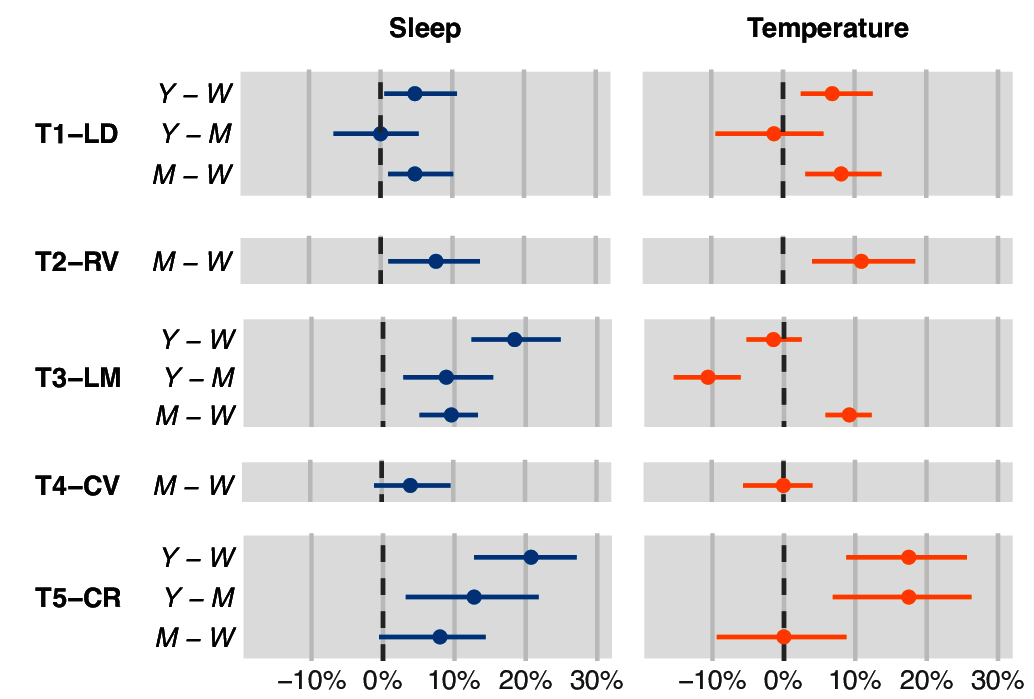 Sleep Temperature
Y – W
T1–LD Y – M
M – W
T2–RV M – W
Y – W
T3–LM Y – M
M – W
T4–CV M – W
Y – W
T5–CR Y – M
M – W
–10% 0% 10% 20% 30% –10% 0% 10% 20% 30%